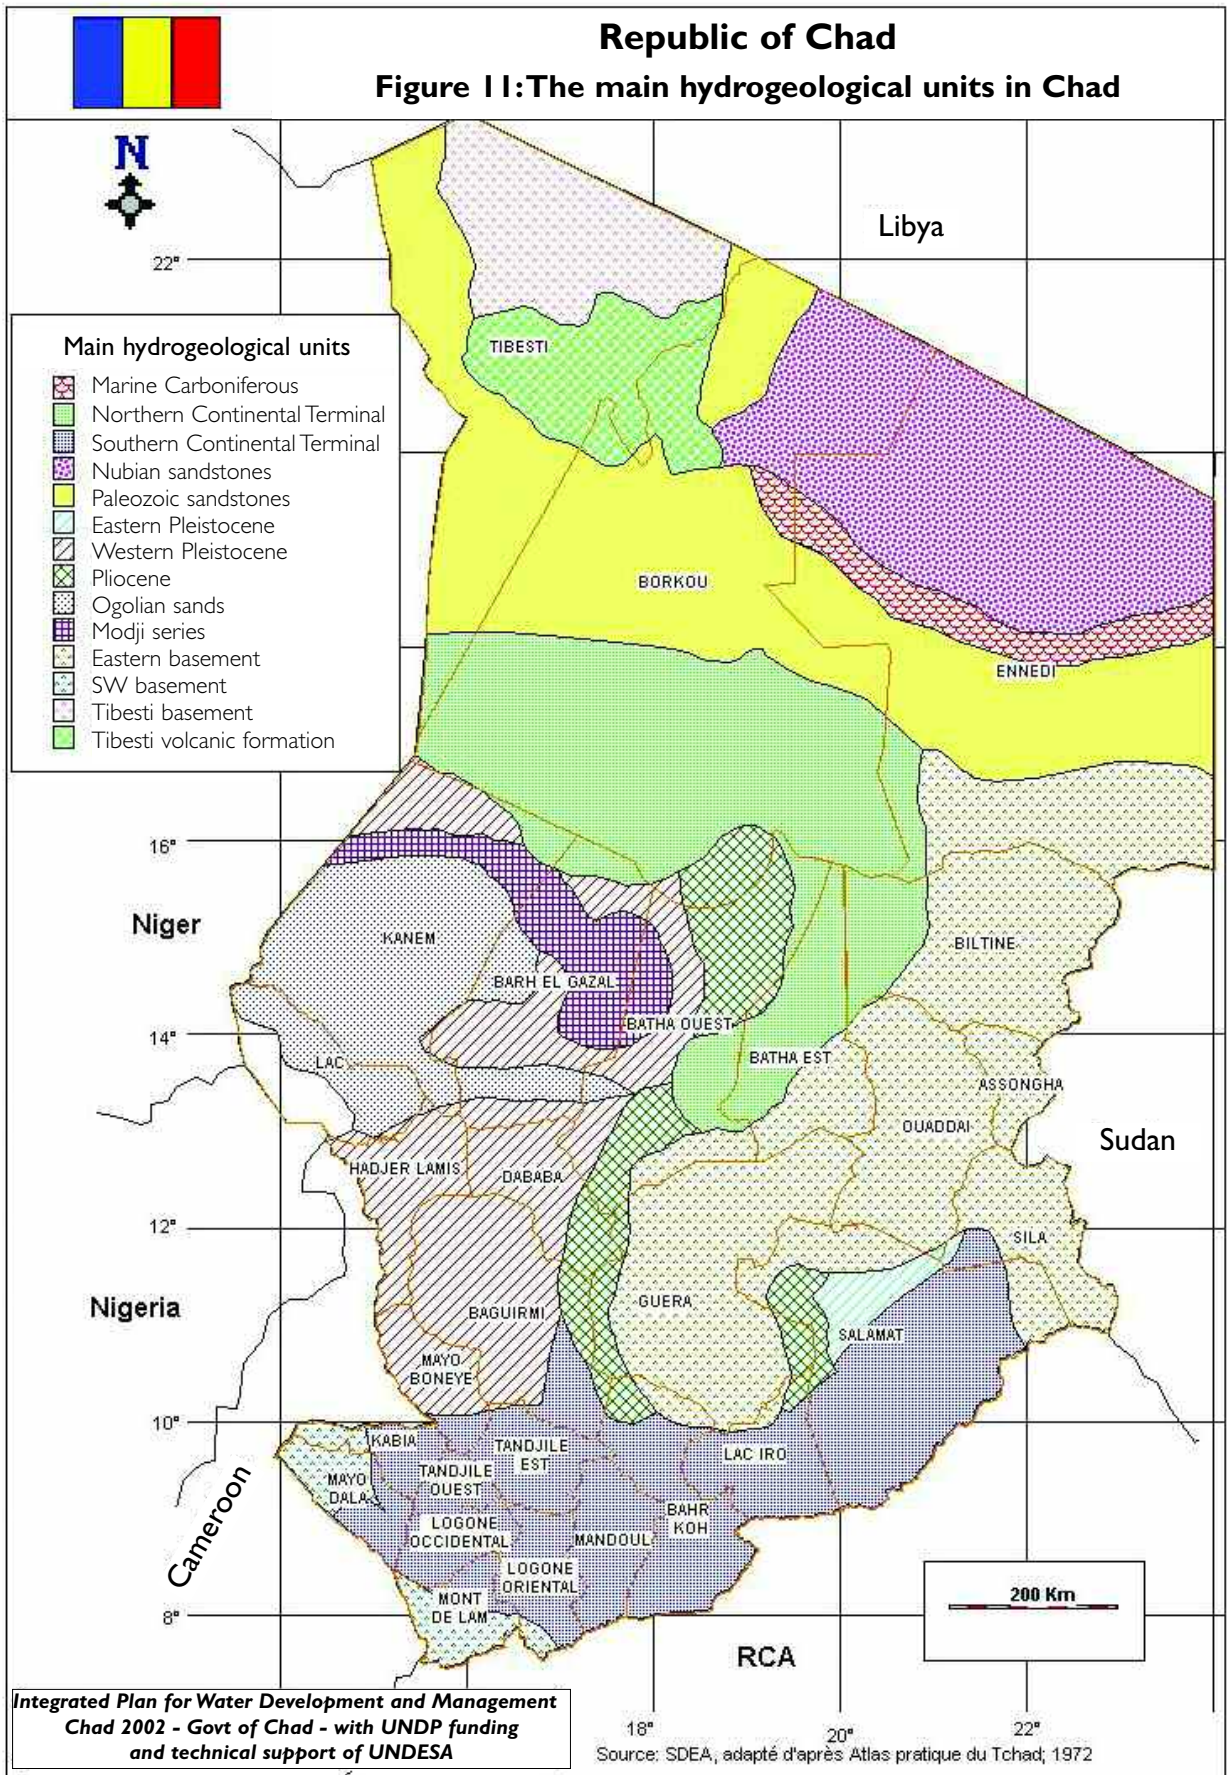 Republic of Chad
Figure 11: The main hydrogeological units in Chad
N
Libya
22°
TIBESTI
Main hydrogeological units
Marine Carboniferous
Northern Continental Terminal
Southern Continental Terminal
Nubian sandstones
Paleozoic sandstones
Eastern Pleistocene
Western Pleistocene
Pliocene
Ogolian sands
Modji series
Eastern basement
SW basement
Tibesti basement
Tibesti volcanic formation
BORKOU
ENNEDI
16°
Niger
KANEM
BILTINE
BARH EL GAZAL
BATHA OUEST
14°
LAC
BATHA EST
ASSONGHA
OUADDAI
Sudan
HADJER LAMIS
DABABA
12°
SILA
Nigeria
BAGUIRMI
GUERA
SALAMAT
MAYO
BONEYE
10°
KABIA
TANDJILE
EST
LAC IRO
MAYO
DALA
TANDJILE
OUEST
Cameroon
BAHR
KOH
LOGONE
OCCIDENTAL
MANDOUL
LOGONE
ORIENTAL
MONT
DE LAM
8°
200 Km
RCA
Integrated Plan for Water Development and Management
Chad 2002 - Govt of Chad - with UNDP funding
and technical support of UNDESA
18°
20°
22°
Source: SDEA, adapté d'après Atlas pratique du Tchad; 1972